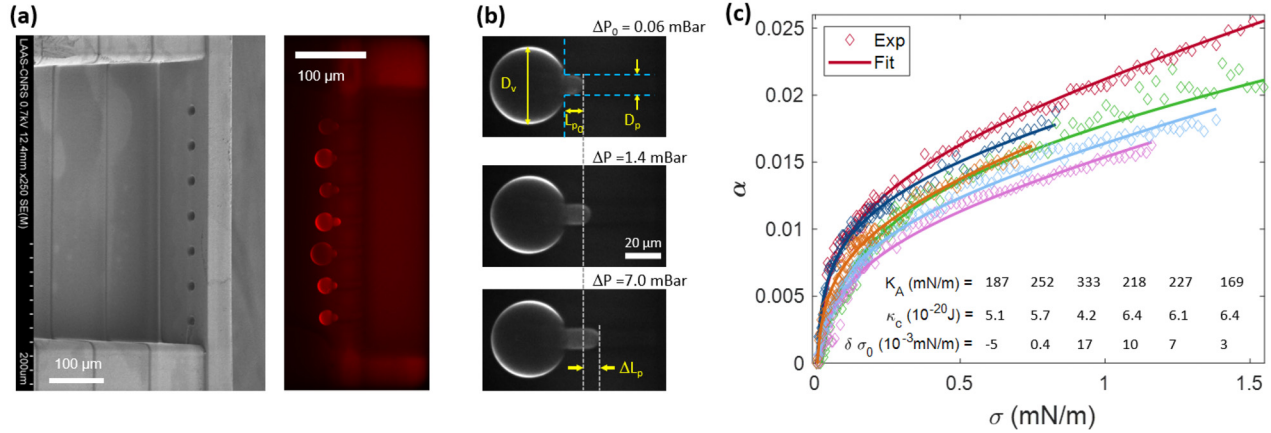 (a)
LAAS-CNRS 0.7kV 12.4mm x250 SE(M)
200um
100 μm
100 μm
(b)
ΔP₀ = 0.06 mBar
Dᵥ
Lₚ₀
Dₚ
ΔP = 1.4 mBar
20 μm
ΔP = 7.0 mBar
ΔLₚ
(c)
Exp
Fit
α
0.025
0.02
0.015
0.01
0.005
0
K_A (mN/m) = 187 252 333 218 227 169
κ_c (10⁻²⁰J) = 5.1 5.7 4.2 6.4 6.1 6.4
δ σ₀ (10⁻³mN/m) = -5 0.4 17 10 7 3
0 0.5 1 1.5
σ (mN/m)